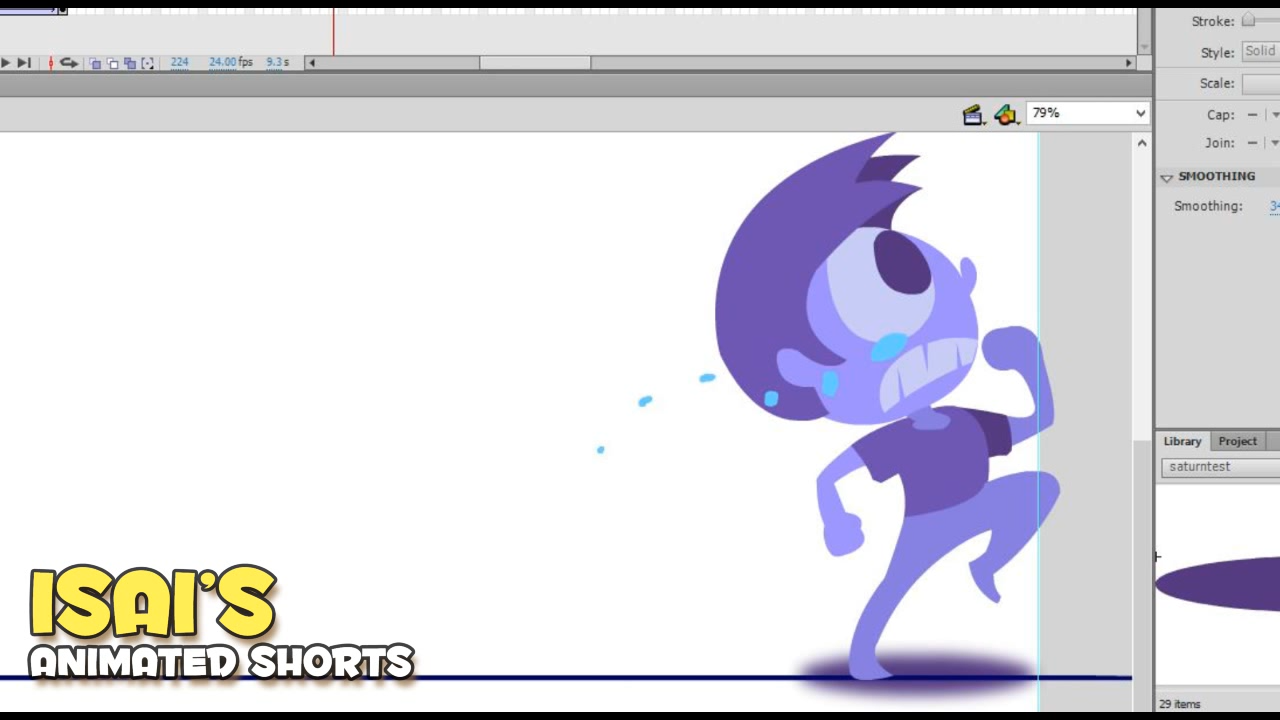 Stroke:
Style: Solid
Scale:
Cap:
Join:
SMOOTHING
Smoothing: 34
224 24.00 fps 9.3 s
79%
Library Project
saturntest
29 items
ISAI'S
ANIMATED SHORTS